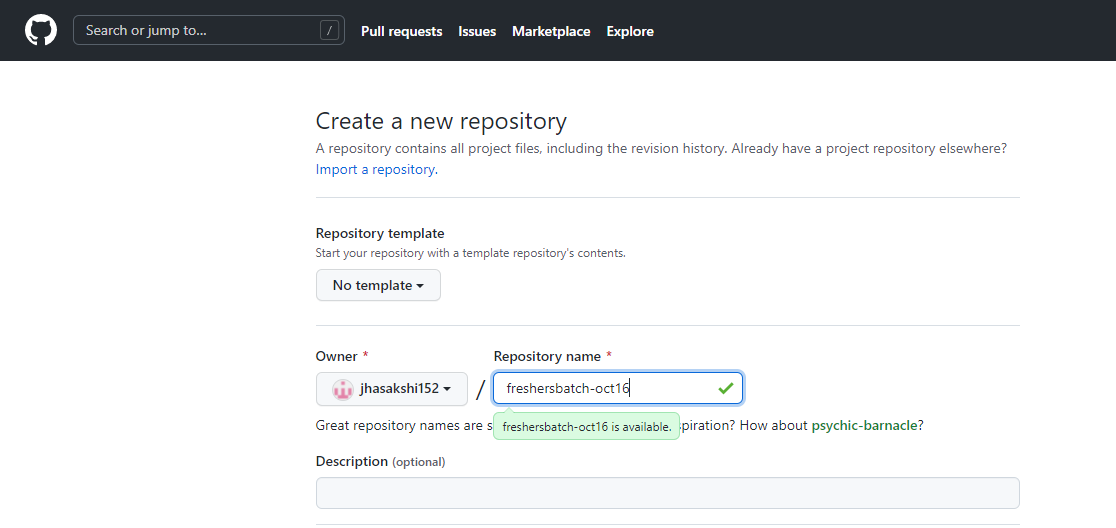 Search or jump to... / Pull requests Issues Marketplace Explore
Create a new repository
A repository contains all project files, including the revision history. Already have a project repository elsewhere?
Import a repository.
Repository template
Start your repository with a template repository's contents.
No template
Owner * Repository name *
jhasakshi152 / freshersbatch-oct16
freshersbatch-oct16 is available.
Great repository names are s piration? How about psychic-barnacle?
Description (optional)